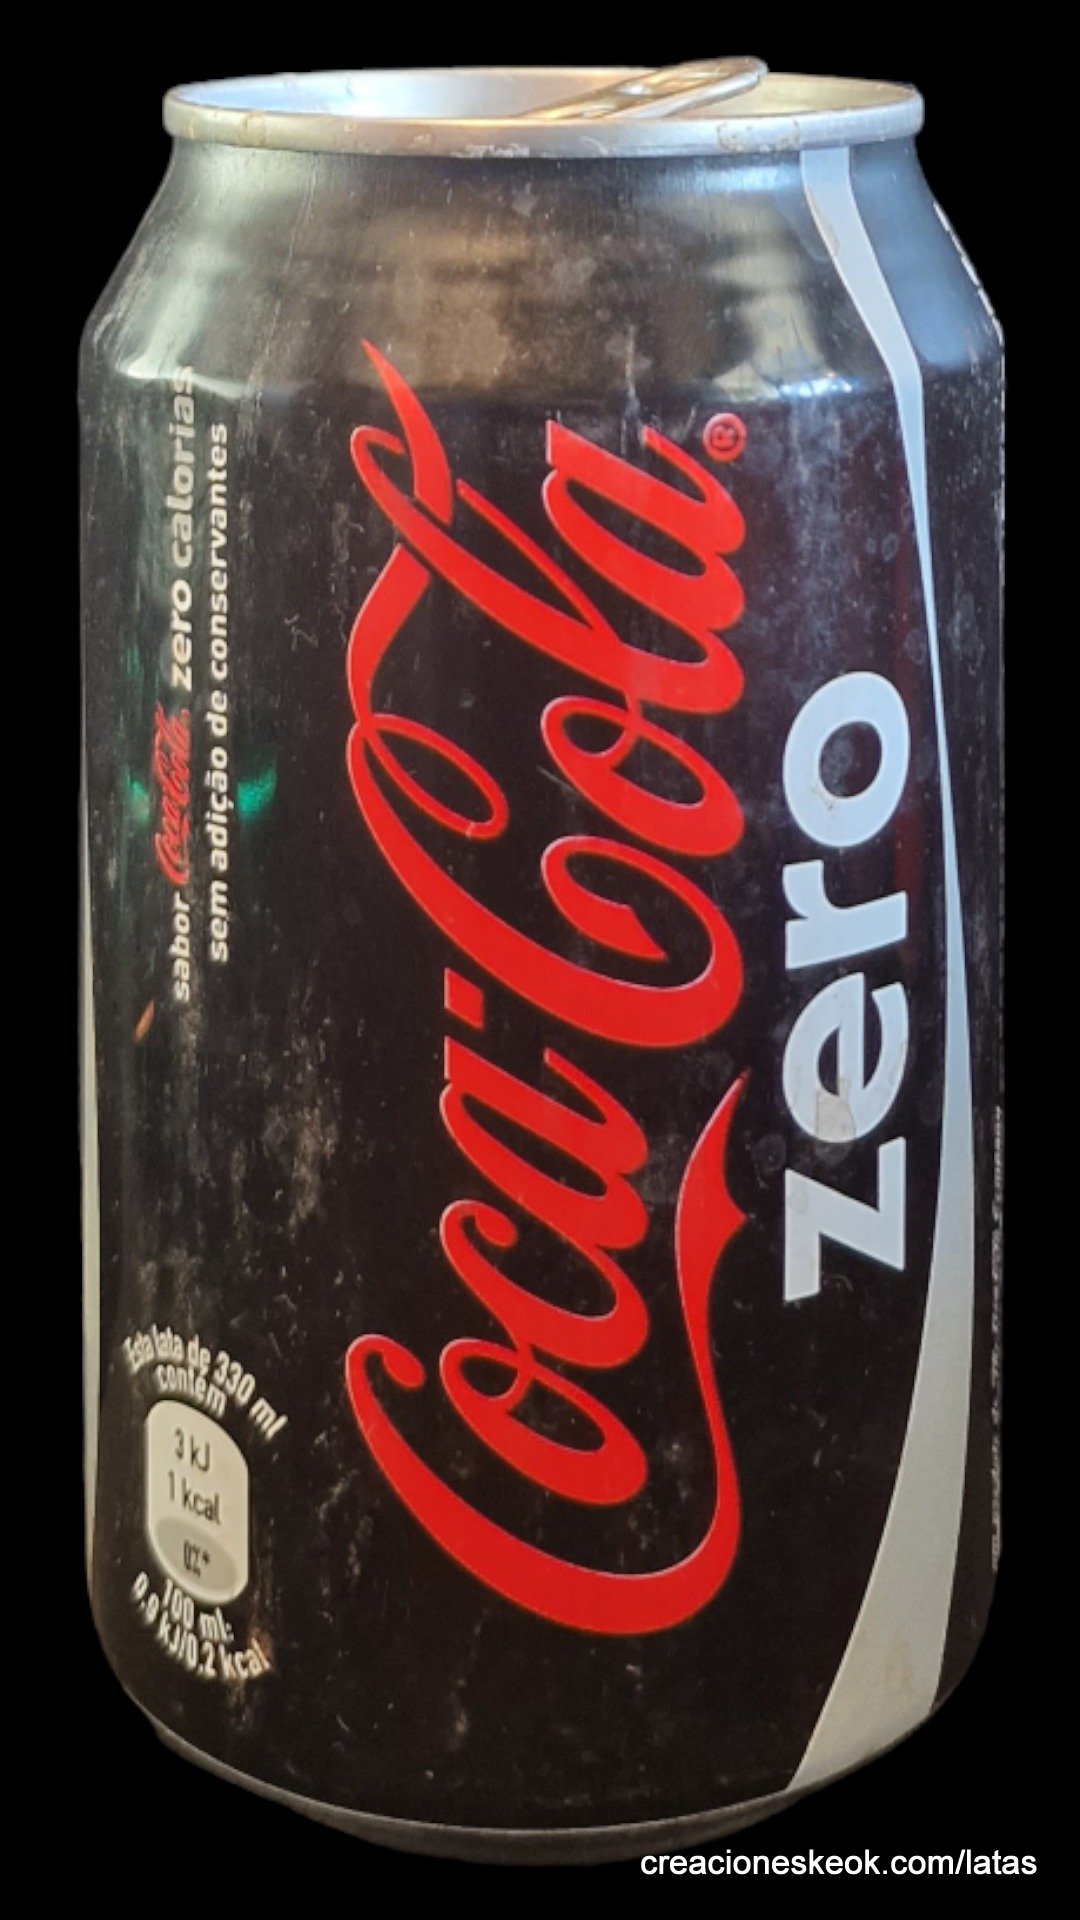 sabor Coca-Cola. zero calorias
sem adição de conservantes
Coca-Cola®
zero
Esta lata de 330 ml
contém
3 kJ
1 kcal
0%*
100 ml:
0,9 kJ/0,2 kcal
creacioneskeok.com/latas